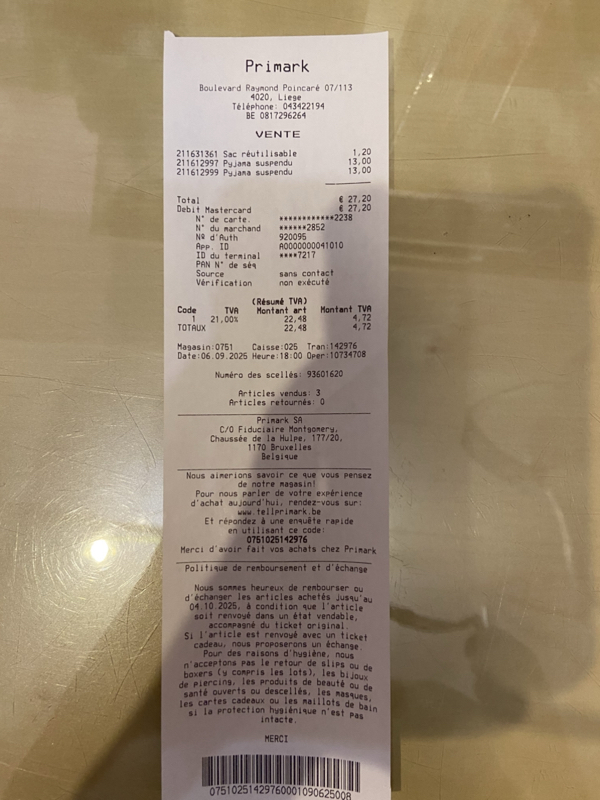 Primark
Boulevard Raymond Poincaré 07/113
4020, Liege
Téléphone: 043422194
BE 0817296264
VENTE
211631361 Sac réutilisable 1,20
211612997 Pyjama suspendu 13,00
211612999 Pyjama suspendu 13,00
Total € 27,20
Debit Mastercard € 27,20
N° de carte. ************2238
N° du marchand ******2852
Nº d'Auth 920095
App. ID A0000000041010
ID du terminal ****7217
PAN N° de séq
Source sans contact
Vérification non exécuté
(Résumé TVA)
Code TVA Montant art Montant TVA
1 21,00% 22,48 4,72
TOTAUX 22,48 4,72
Magasin:0751 Caisse:025 Tran:142976
Date:06.09.2025 Heure:18:00 Oper:10734708
Numéro des scellés: 93601620
Articles vendus: 3
Articles retournés: 0
Primark SA
C/O Fiduciaire Montgomery,
Chaussée de la Hulpe, 177/20,
1170 Bruxelles
Belgique
Nous aimerions savoir ce que vous pensez
de notre magasin!
Pour nous parler de votre expérience
d'achat aujourd'hui, rendez-vous sur:
www.tellprimark.be
Et répondez à une enquête rapide
en utilisant ce code:
0751025142976
Merci d'avoir fait vos achats chez Primark
Politique de remboursement et d'échange
Nous sommes heureux de rembourser ou
d'échanger les articles achetés jusqu'au
04.10.2025, à condition que l'article
soit renvoyé dans un état vendable,
accompagné du ticket original.
Si l'article est renvoyé avec un ticket
cadeau, nous proposerons un échange.
Pour des raisons d'hygiène, nous
n'acceptons pas le retour de slips ou de
boxers (y compris les lots), les bijoux
de piercing, les produits de beauté ou de
santé ouverts ou descellés, les masques,
les cartes cadeaux ou les maillots de bain
si la protection hygiénique n'est pas
intacte.
MERCI